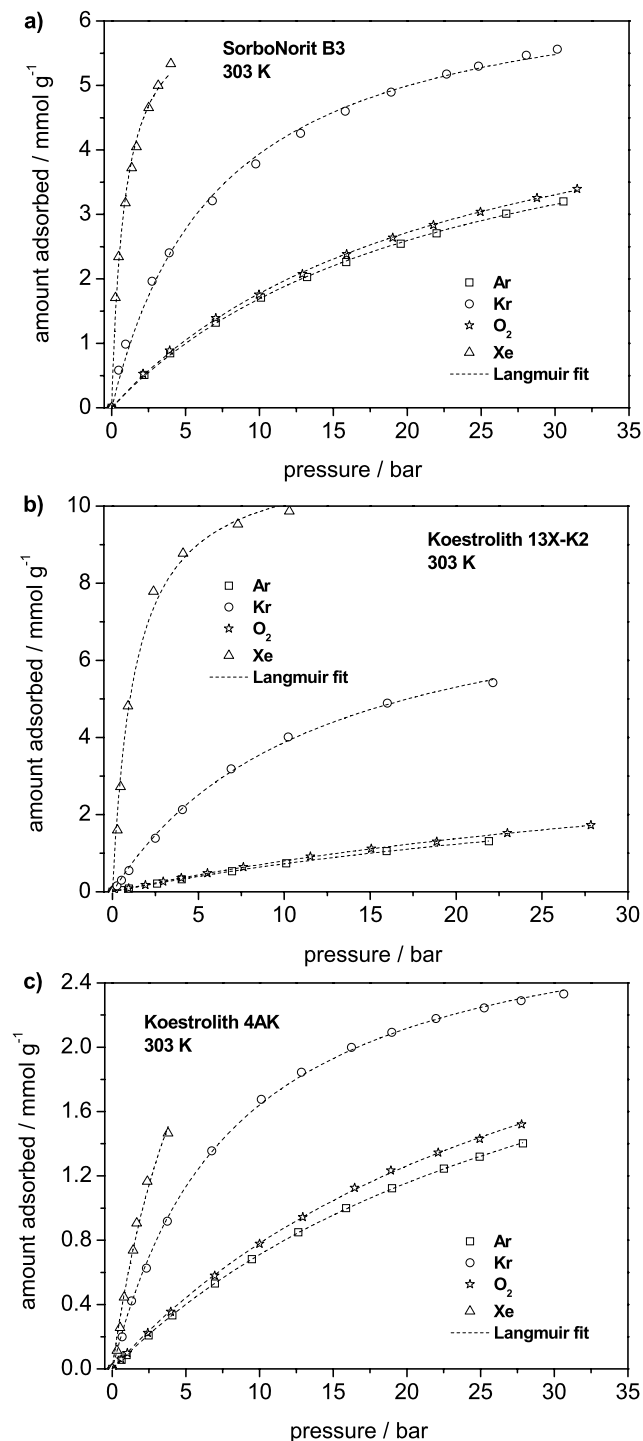 a)
SorboNorit B3
303 K
6
5
4
3
2
1
0
amount adsorbed / mmol g⁻¹
Ar
Kr
O₂
Xe
Langmuir fit
0 5 10 15 20 25 30 35
pressure / bar
b)
Koestrolith 13X-K2
303 K
10
8
6
4
2
0
amount adsorbed / mmol g⁻¹
Ar
Kr
O₂
Xe
Langmuir fit
0 5 10 15 20 25 30
pressure / bar
c)
Koestrolith 4AK
303 K
2.4
2.0
1.6
1.2
0.8
0.4
0.0
amount adsorbed / mmol g⁻¹
Ar
Kr
O₂
Xe
Langmuir fit
0 5 10 15 20 25 30 35
pressure / bar